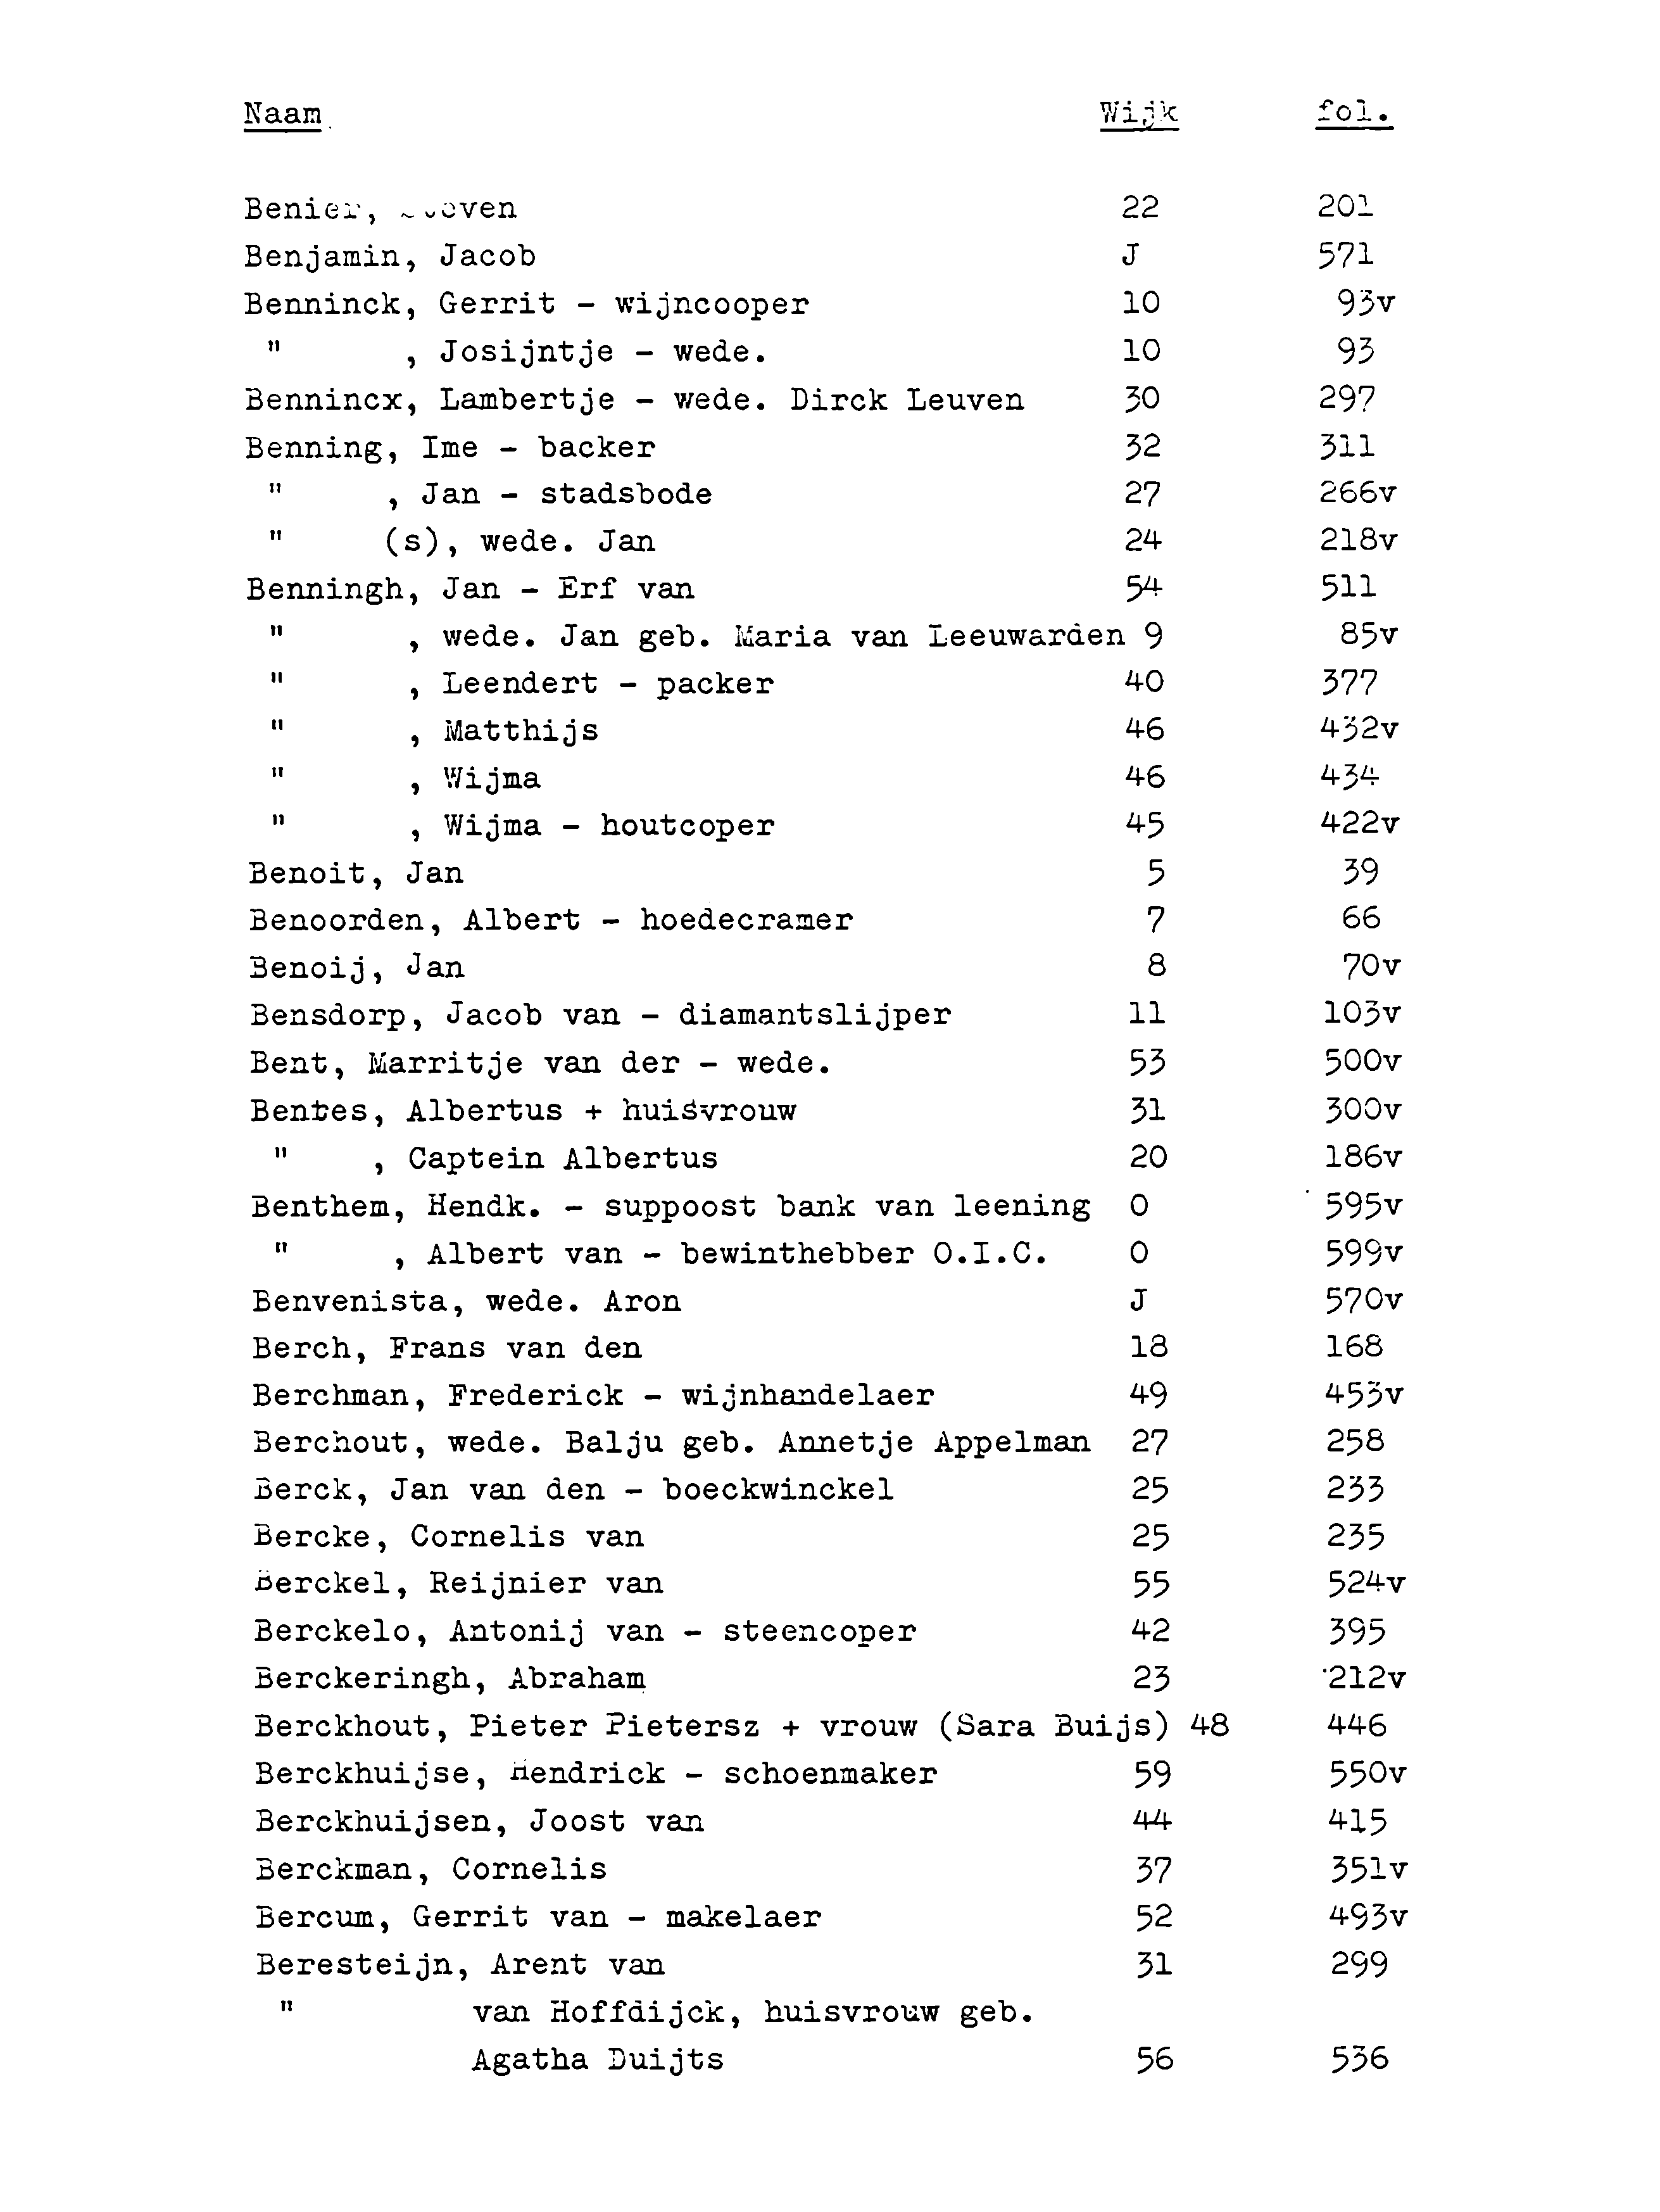 Naam Wijk fol.
Benier, 22 201
Benjamin, Jacob J 571
Benninck, Gerrit - wijncooper 10 93v
" , Josijntje - wede. 10 93
Bennincx, Lambertje - wede. Dirck Leuven 30 297
Benning, Ime - backer 32 311
" , Jan - stadsbode 27 266v
" (s), wede. Jan 24 218v
Benningh, Jan - Erf van 54 511
" , wede. Jan geb. Maria van Leeuwarden 9 85v
" , Leendert - packer 40 377
" , Matthijs 46 432v
" , Wijma 46 434
" , Wijma - houtcoper 45 422v
Benoit, Jan 5 39
Benoorden, Albert - hoedecramer 7 66
Benoij, Jan 8 70v
Bensdorp, Jacob van - diamantslijper 11 103v
Bent, Marritje van der - wede. 53 500v
Bentes, Albertus + huisvrouw 31 300v
" , Captein Albertus 20 186v
Benthem, Hendk. - suppoost bank van leening O 595v
" , Albert van - bewinthebber O.I.C. O 599v
Benvenista, wede. Aron J 570v
Berch, Frans van den 18 168
Berchman, Frederick - wijnhandelaer 49 453v
Berchout, wede. Balju geb. Annetje Appelman 27 258
Berck, Jan van den - boeckwinckel 25 233
Bercke, Cornelis van 25 235
Berckel, Reijnier van 55 524v
Berckelo, Antonij van - steencoper 42 395
Berckeringh, Abraham 23 212v
Berckhout, Pieter Pietersz + vrouw (Sara Buijs) 48 446
Berckhuijse, Hendrick - schoenmaker 59 550v
Berckhuijsen, Joost van 44 415
Berckman, Cornelis 37 351v
Bercum, Gerrit van - makelaer 52 493v
Beresteijn, Arent van 31 299
" van Hoffdijck, huisvrouw geb.
Agatha Duijts 56 536